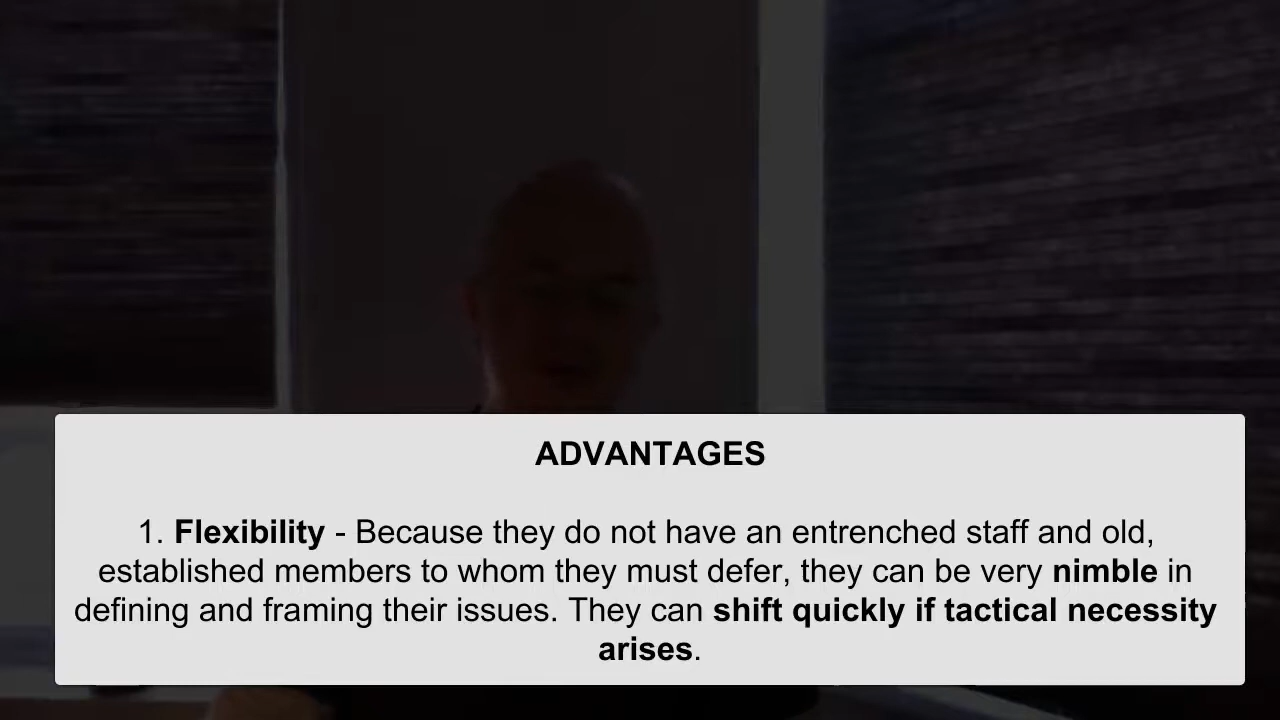 ADVANTAGES
1. Flexibility - Because they do not have an entrenched staff and old,
established members to whom they must defer, they can be very nimble in
defining and framing their issues. They can shift quickly if tactical necessity
arises.